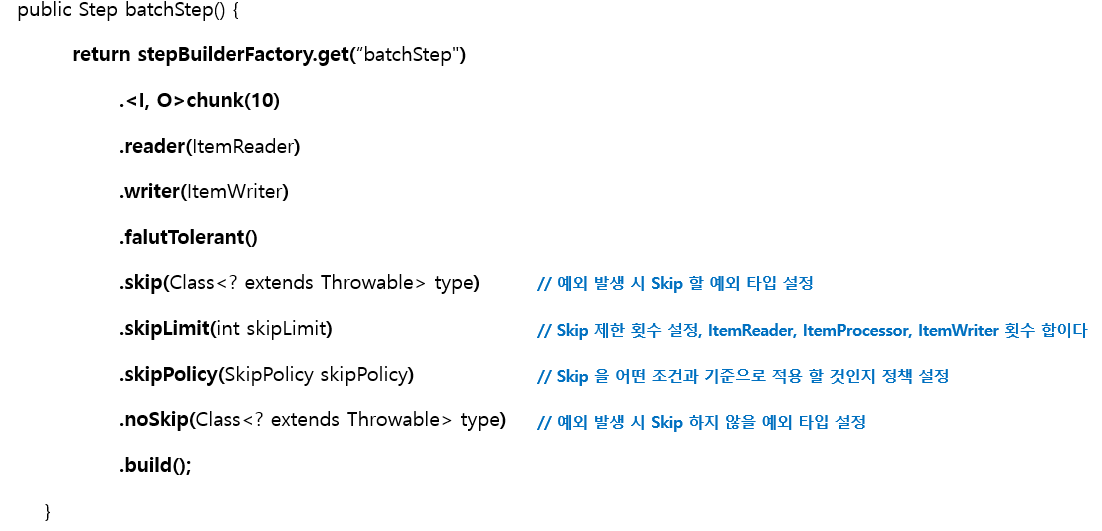 public Step batchStep() {
return stepBuilderFactory.get(“batchStep")
.<I, O>chunk(10)
.reader(ItemReader)
.writer(ItemWriter)
.falutTolerant()
.skip(Class<? extends Throwable> type) // 예외 발생 시 Skip 할 예외 타입 설정
.skipLimit(int skipLimit) // Skip 제한 횟수 설정, ItemReader, ItemProcessor, ItemWriter 횟수 합이다
.skipPolicy(SkipPolicy skipPolicy) // Skip 을 어떤 조건과 기준으로 적용 할 것인지 정책 설정
.noSkip(Class<? extends Throwable> type) // 예외 발생 시 Skip 하지 않을 예외 타입 설정
.build();
}